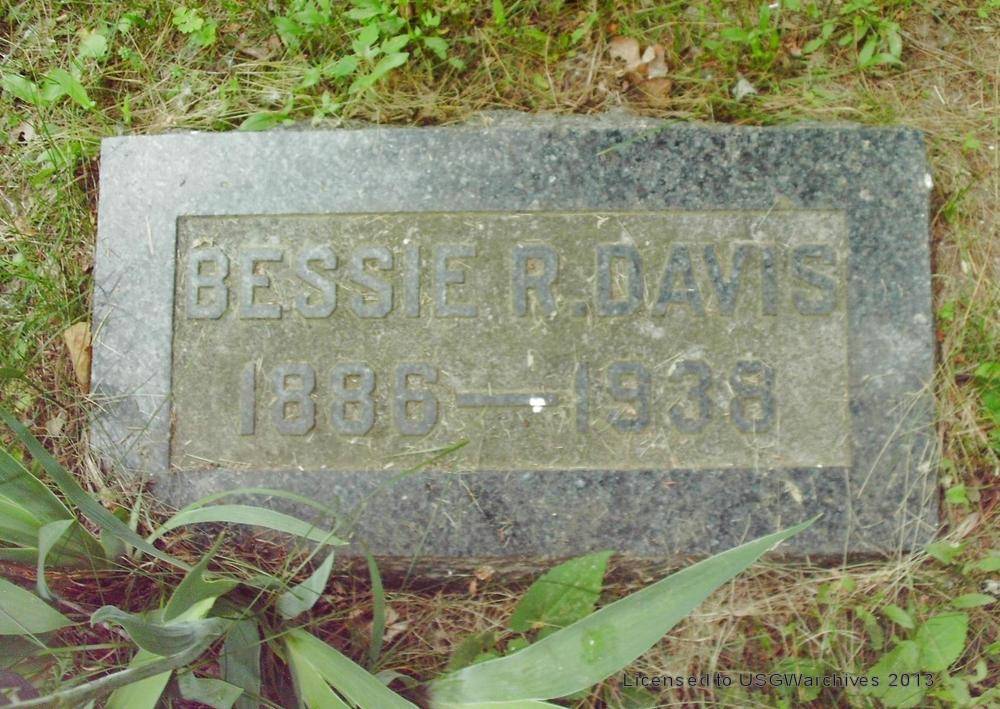 BESSIE R. DAVIS
1886—1938
Licensed to USGWarchives 2013